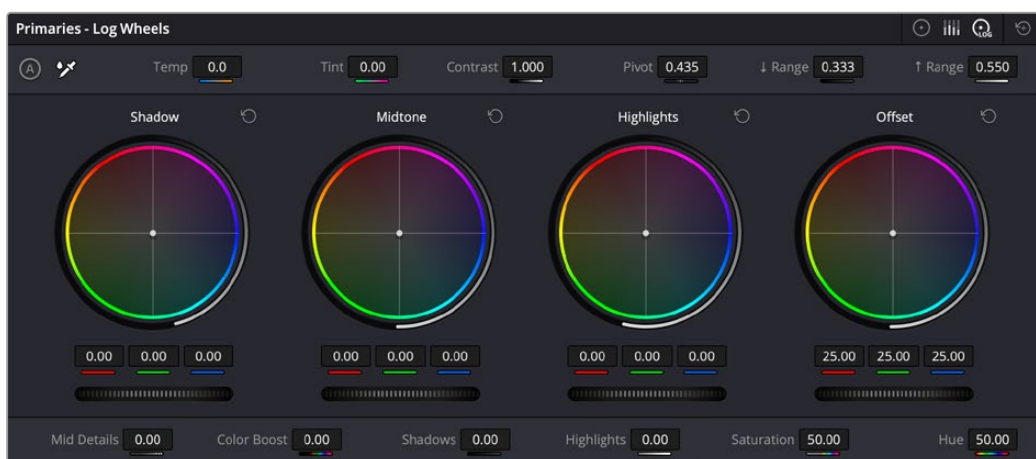 Primaries - Log Wheels
LOG
A Temp 0.0 Tint 0.00 Contrast 1.000 Pivot 0.435 ↓ Range 0.333 ↑ Range 0.550
Shadow Midtone Highlights Offset
0.00 0.00 0.00 0.00 0.00 0.00 0.00 0.00 0.00 25.00 25.00 25.00
Mid Details 0.00 Color Boost 0.00 Shadows 0.00 Highlights 0.00 Saturation 50.00 Hue 50.00